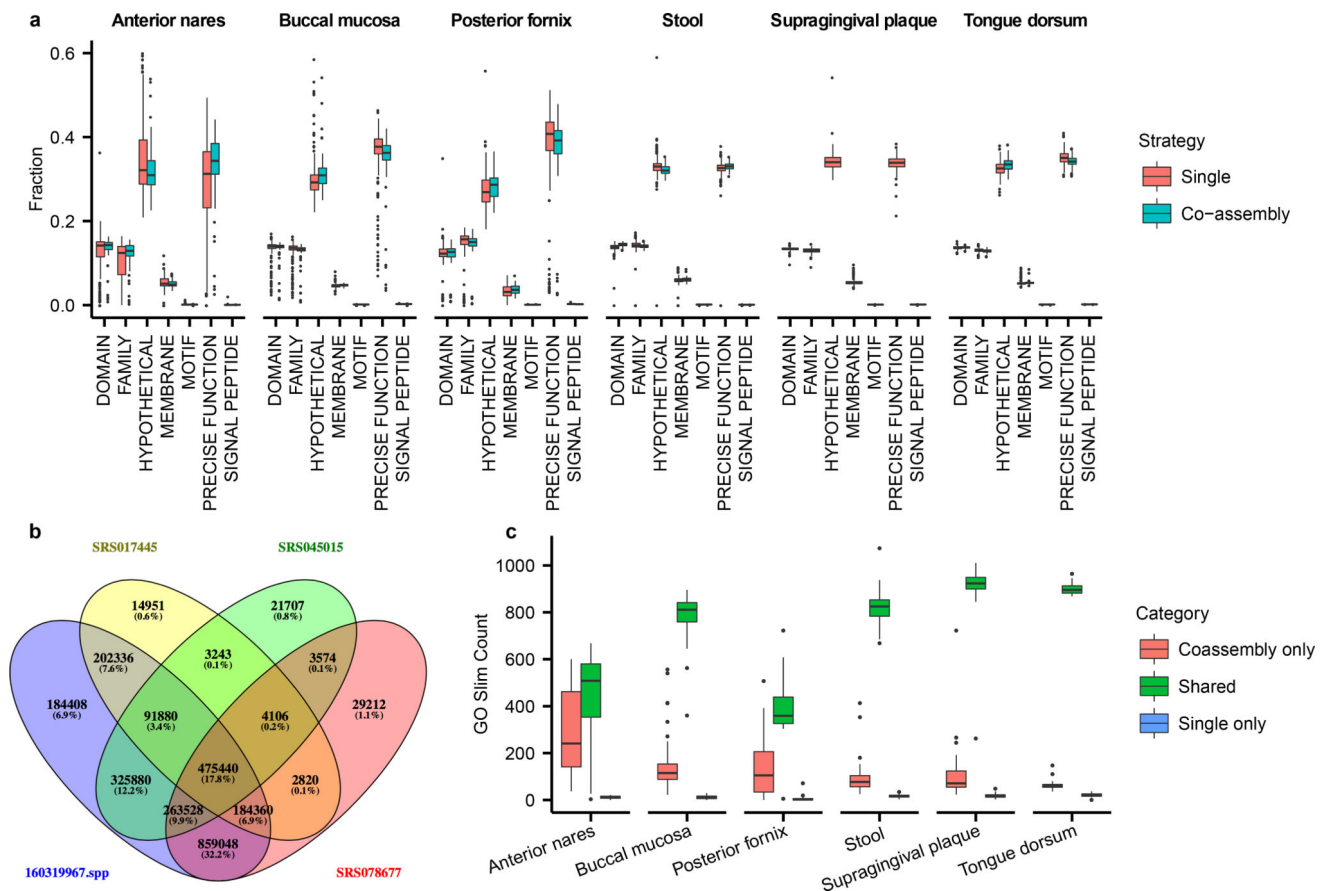 a
Anterior nares
Buccal mucosa
Posterior fornix
Stool
Supragingival plaque
Tongue dorsum
Fraction
0.6
0.4
0.2
0.0
DOMAIN
FAMILY
HYPOTHETICAL
MEMBRANE
MOTIF
PRECISE FUNCTION
SIGNAL PEPTIDE
DOMAIN
FAMILY
HYPOTHETICAL
MEMBRANE
MOTIF
PRECISE FUNCTION
SIGNAL PEPTIDE
DOMAIN
FAMILY
HYPOTHETICAL
MEMBRANE
MOTIF
PRECISE FUNCTION
SIGNAL PEPTIDE
DOMAIN
FAMILY
HYPOTHETICAL
MEMBRANE
MOTIF
PRECISE FUNCTION
SIGNAL PEPTIDE
DOMAIN
FAMILY
HYPOTHETICAL
MEMBRANE
MOTIF
PRECISE FUNCTION
SIGNAL PEPTIDE
DOMAIN
FAMILY
HYPOTHETICAL
MEMBRANE
MOTIF
PRECISE FUNCTION
SIGNAL PEPTIDE
Strategy
Single
Co-assembly
b
SRS017445
SRS045015
14951
(0.6%)
21707
(0.8%)
202336
(7.6%)
3243
(0.1%)
3574
(0.1%)
184408
(6.9%)
91880
(3.4%)
4106
(0.2%)
29212
(1.1%)
475440
(17.8%)
325880
(12.2%)
2820
(0.1%)
263528
(9.9%)
184360
(6.9%)
859048
(32.2%)
160319967.spp
SRS078677
c
GO Slim Count
1000
800
600
400
200
0
Anterior nares
Buccal mucosa
Posterior fornix
Stool
Supragingival plaque
Tongue dorsum
Category
Coassembly only
Shared
Single only